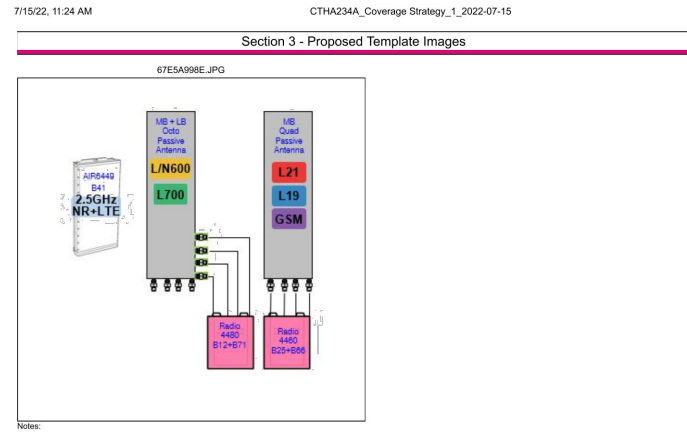 7/15/22, 11:24 AM
CTHA234A_Coverage Strategy_1_2022-07-15
Section 3 - Proposed Template Images
67E5A998E.JPG
AIR6449
B41
2.5GHz
NR+LTE
MB + LB
Octo
Passive
Antenna
L/N600
L700
MB
Quad
Passive
Antenna
L21
L19
GSM
Radio
4480
B12+B71
Radio
4460
B25+B66
Notes: